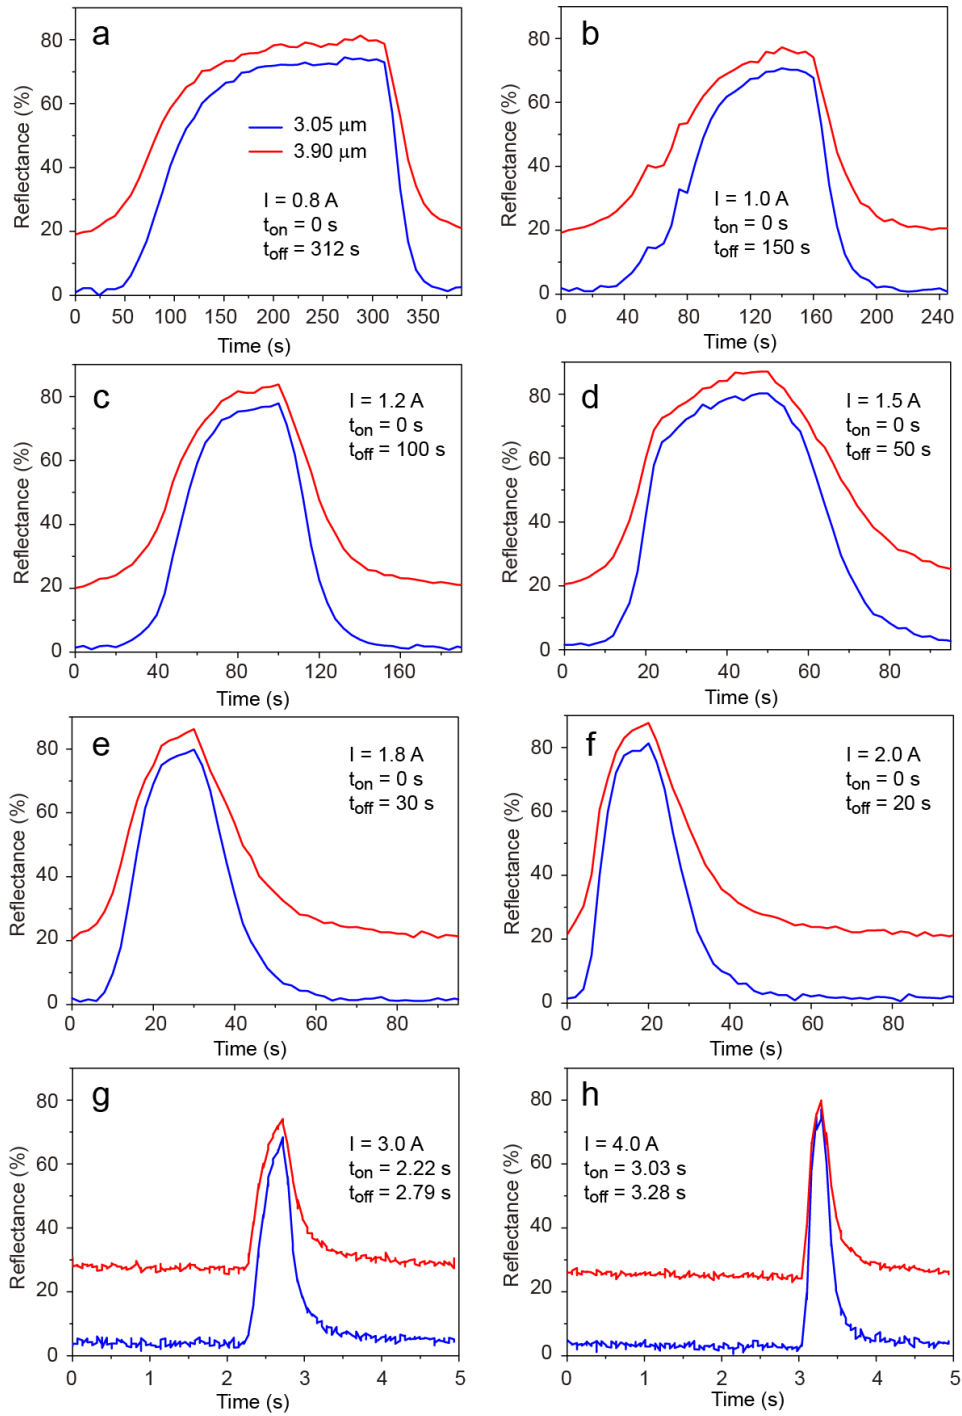 a
80
60
40
20
0
Reflectance (%)
3.05 μm
3.90 μm
I = 0.8 A
ton = 0 s
toff = 312 s
0 50 100 150 200 250 300 350
Time (s)
b
80
60
40
20
0
Reflectance (%)
I = 1.0 A
ton = 0 s
toff = 150 s
0 40 80 120 160 200 240
Time (s)
c
80
60
40
20
0
Reflectance (%)
I = 1.2 A
ton = 0 s
toff = 100 s
0 40 80 120 160
Time (s)
d
80
60
40
20
0
Reflectance (%)
I = 1.5 A
ton = 0 s
toff = 50 s
0 20 40 60 80
Time (s)
e
80
60
40
20
0
Reflectance (%)
I = 1.8 A
ton = 0 s
toff = 30 s
0 20 40 60 80
Time (s)
f
80
60
40
20
0
Reflectance (%)
I = 2.0 A
ton = 0 s
toff = 20 s
0 20 40 60 80
Time (s)
g
80
60
40
20
0
Reflectance (%)
I = 3.0 A
ton = 2.22 s
toff = 2.79 s
0 1 2 3 4 5
Time (s)
h
80
60
40
20
0
Reflectance (%)
I = 4.0 A
ton = 3.03 s
toff = 3.28 s
0 1 2 3 4 5
Time (s)